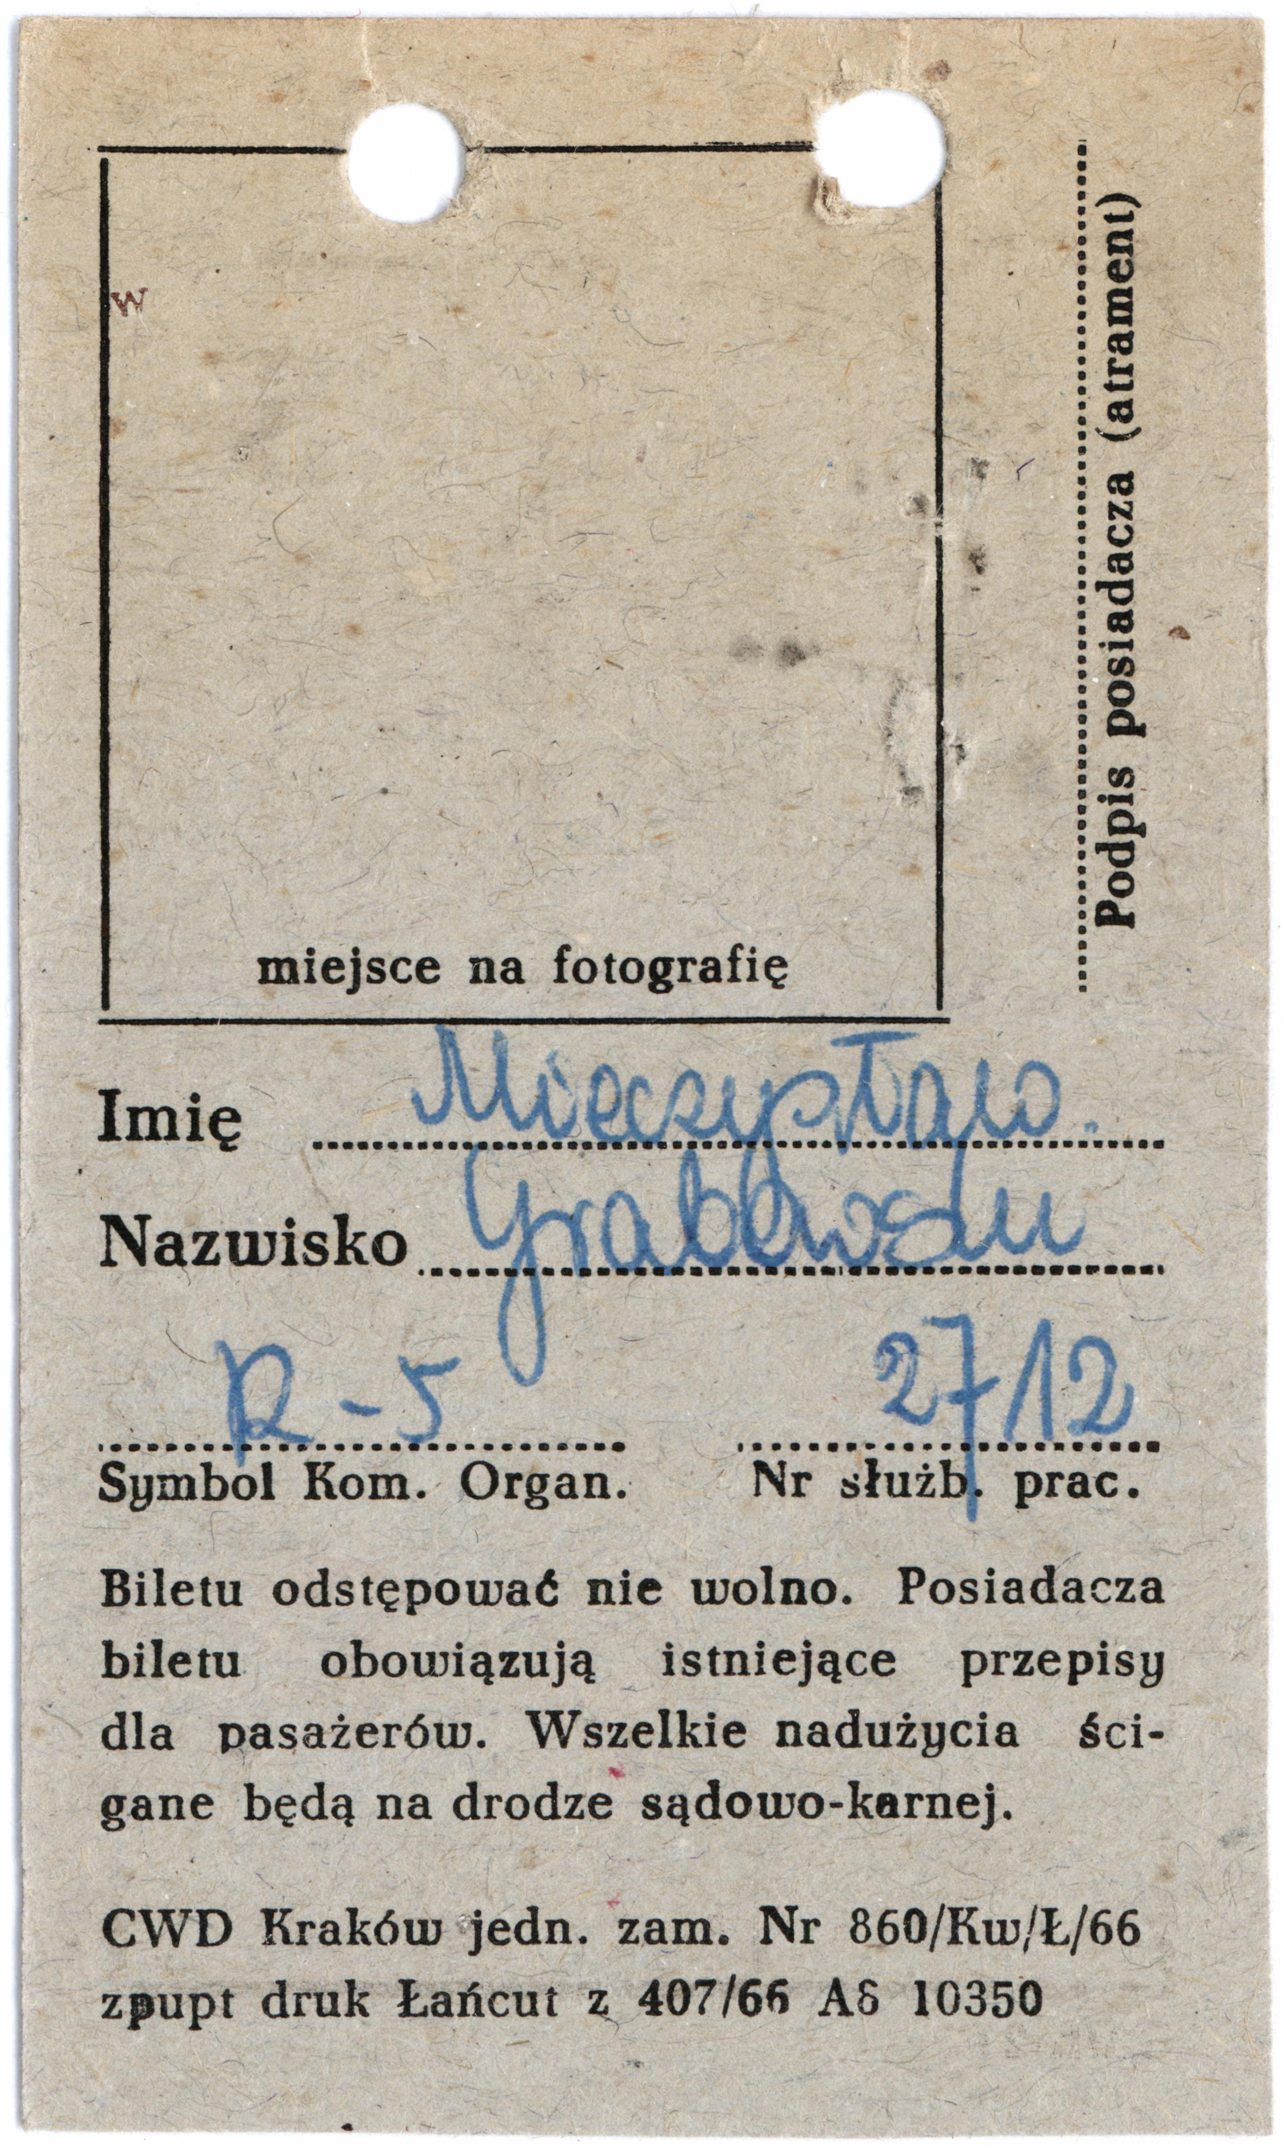 w
Podpis posiadacza (atrament)
miejsce na fotografię
Imię Mieczysław.
Nazwisko Grabowski
R-5 2712
Symbol Kom. Organ. Nr służb. prac.
Biletu odstępować nie wolno. Posiadacza
biletu obowiązują istniejące przepisy
dla pasażerów. Wszelkie nadużycia ści-
gane będą na drodze sądowo-karnej.
CWD Kraków jedn. zam. Nr 860/Kw/Ł/66
zpupt druk Łańcut z 407/66 A6 10350